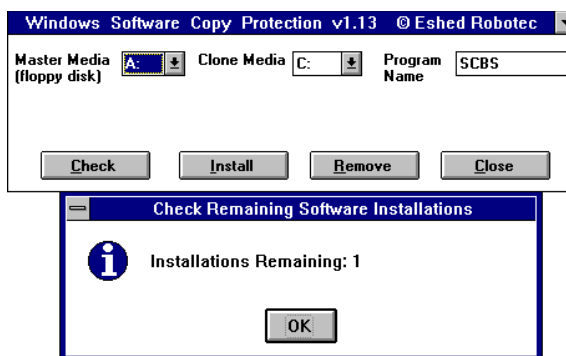 Windows Software Copy Protection v1.13 © Eshed Robotec
Master Media (floppy disk) A: Clone Media C: Program Name SCBS
Check Install Remove Close
Check Remaining Software Installations
Installations Remaining: 1
OK